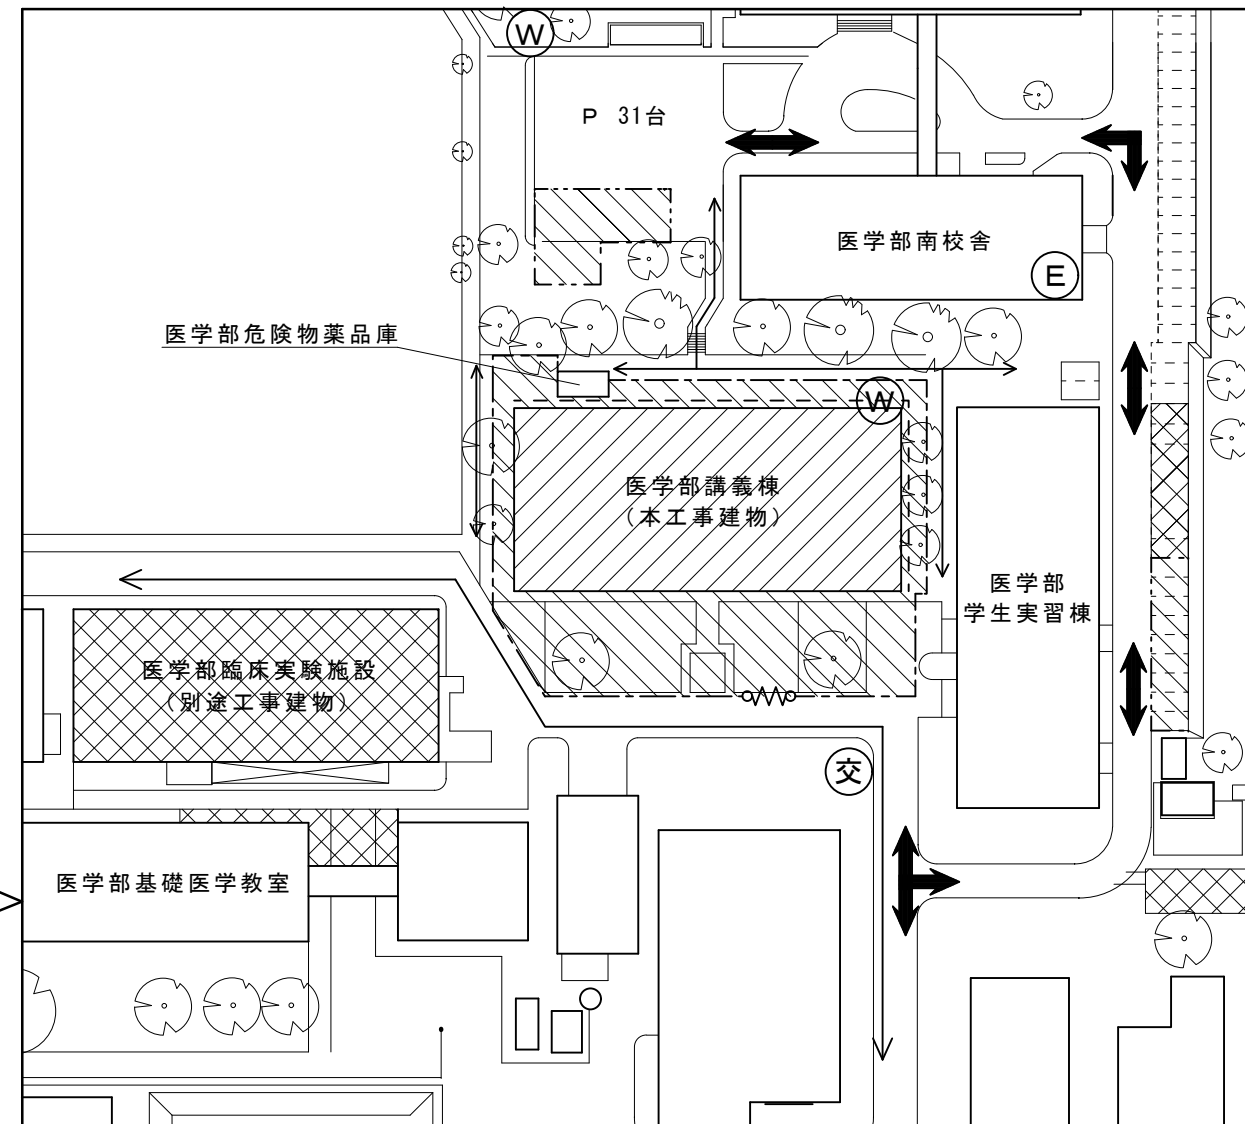 W
P 31台
医学部南校舎
E
医学部危険物薬品庫
W
医学部講義棟
(本工事建物)
医学部
学生実習棟
医学部臨床実験施設
(別途工事建物)
交
医学部基礎医学教室